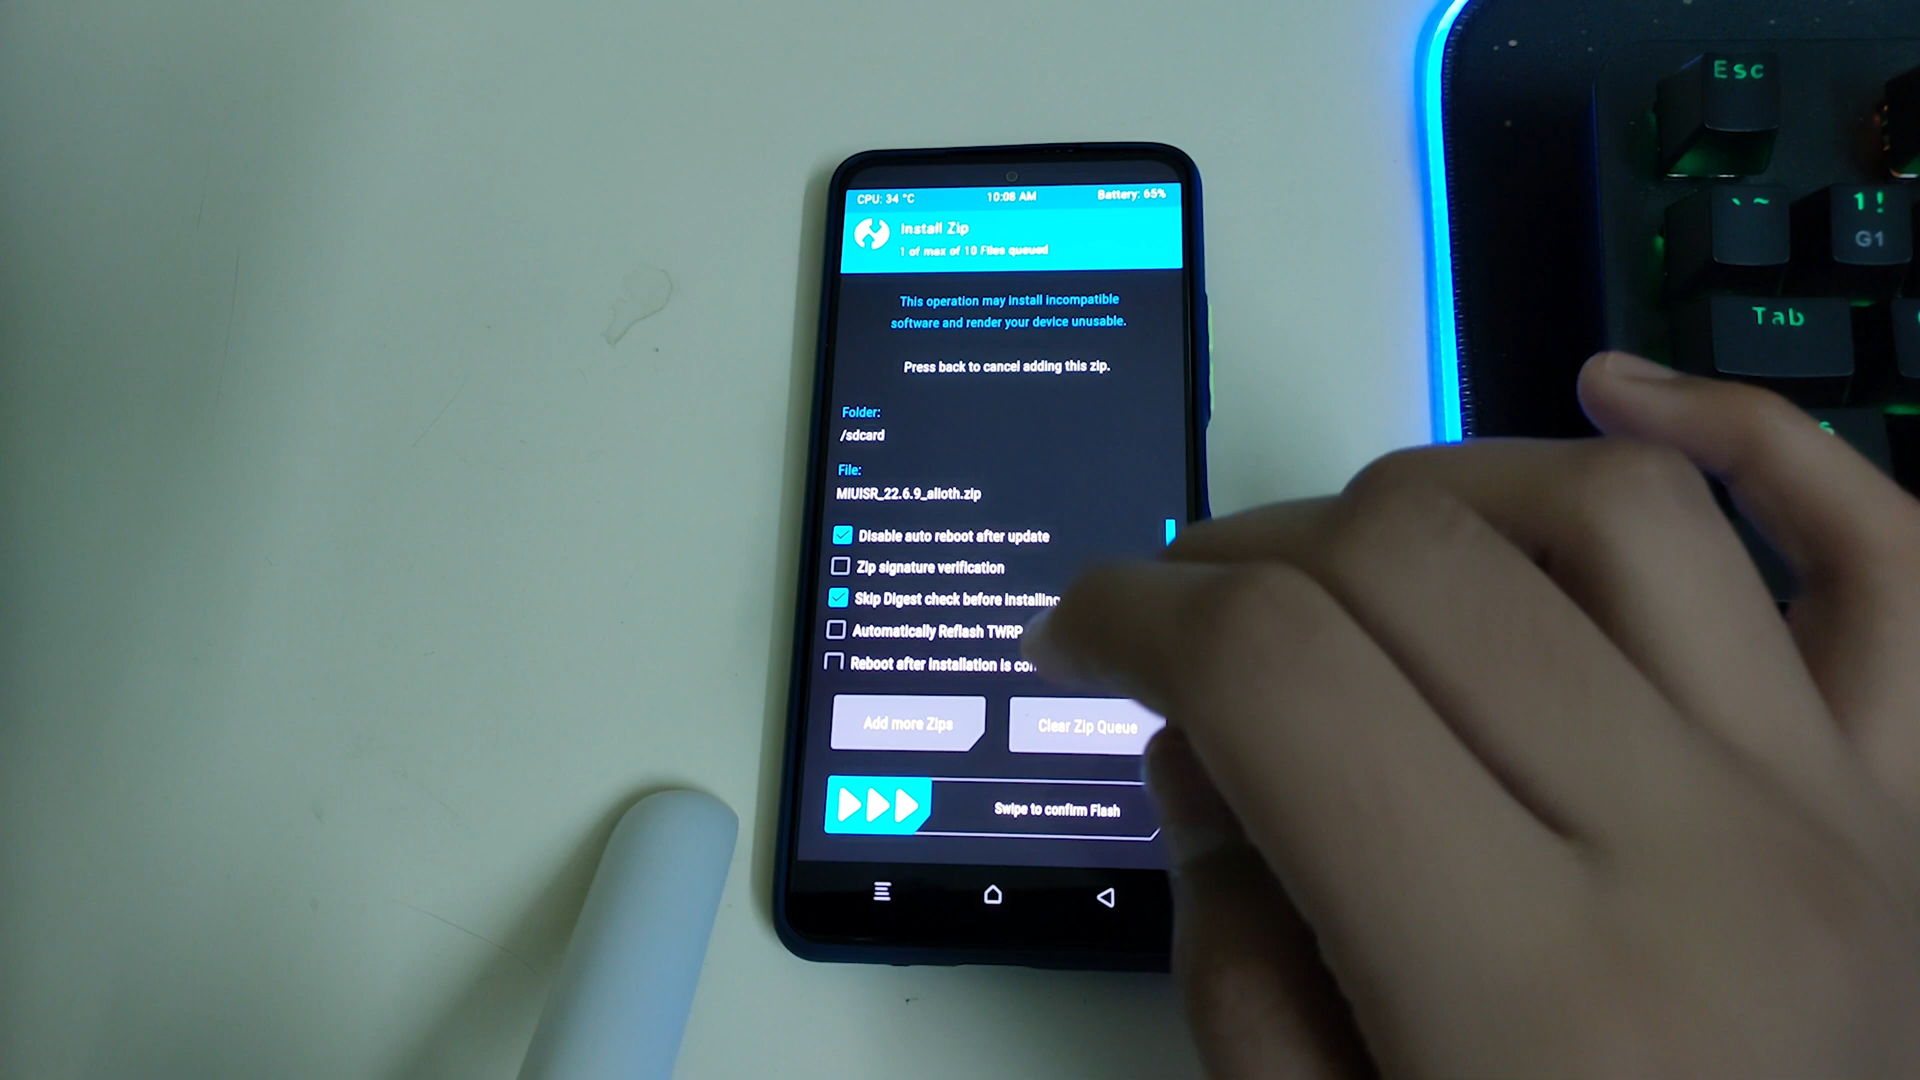 CPU: 34 °C 10:08 AM Battery: 65%
Install Zip
1 of max of 10 Files queued
This operation may install incompatible
software and render your device unusable.
Press back to cancel adding this zip.
Folder:
/sdcard
File:
MIUISR_22.6.9_alioth.zip
Disable auto reboot after update
Zip signature verification
Skip Digest check before installing
Automatically Reflash TWRP
Reboot after installation is
Add more Zips
Clear Zip Queue
Swipe to confirm Flash
Esc
` ~
1 !
G1
Tab